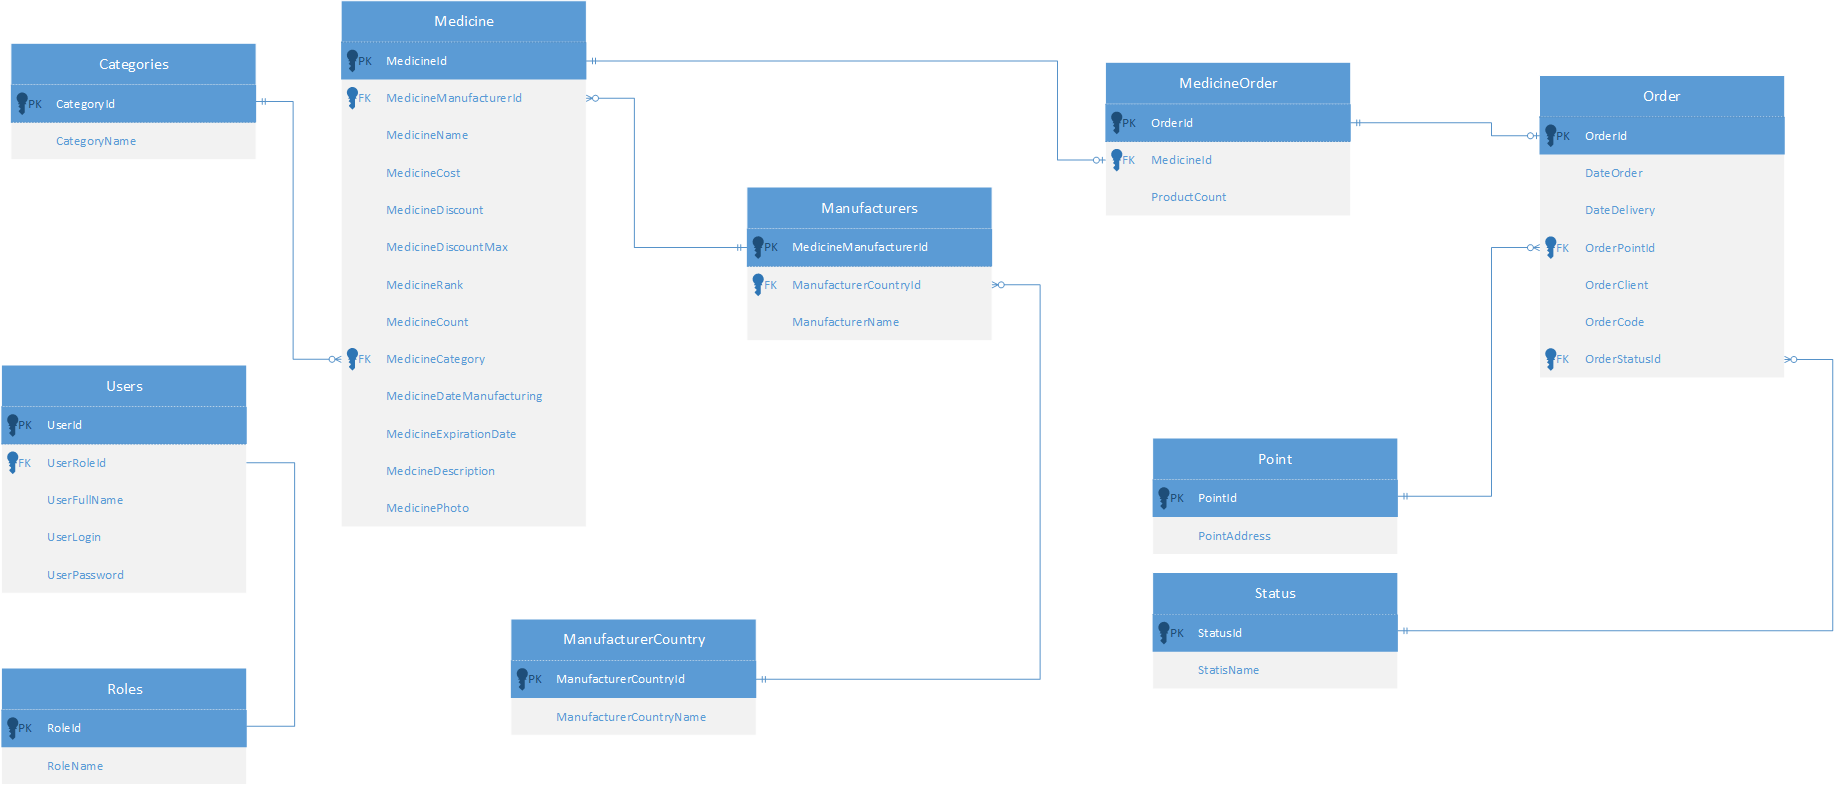 Categories
PK CategoryId
CategoryName
Medicine
PK MedicineId
FK MedicineManufacturerId
MedicineName
MedicineCost
MedicineDiscount
MedicineDiscountMax
MedicineRank
MedicineCount
FK MedicineCategory
MedicineDateManufacturing
MedicineExpirationDate
MedcineDescription
MedicinePhoto
Manufacturers
PK MedicineManufacturerId
FK ManufacturerCountryId
ManufacturerName
MedicineOrder
PK OrderId
FK MedicineId
ProductCount
Order
PK OrderId
DateOrder
DateDelivery
FK OrderPointId
OrderClient
OrderCode
FK OrderStatusId
Users
PK UserId
FK UserRoleId
UserFullName
UserLogin
UserPassword
Point
PK PointId
PointAddress
Status
PK StatusId
StatisName
ManufacturerCountry
PK ManufacturerCountryId
ManufacturerCountryName
Roles
PK RoleId
RoleName